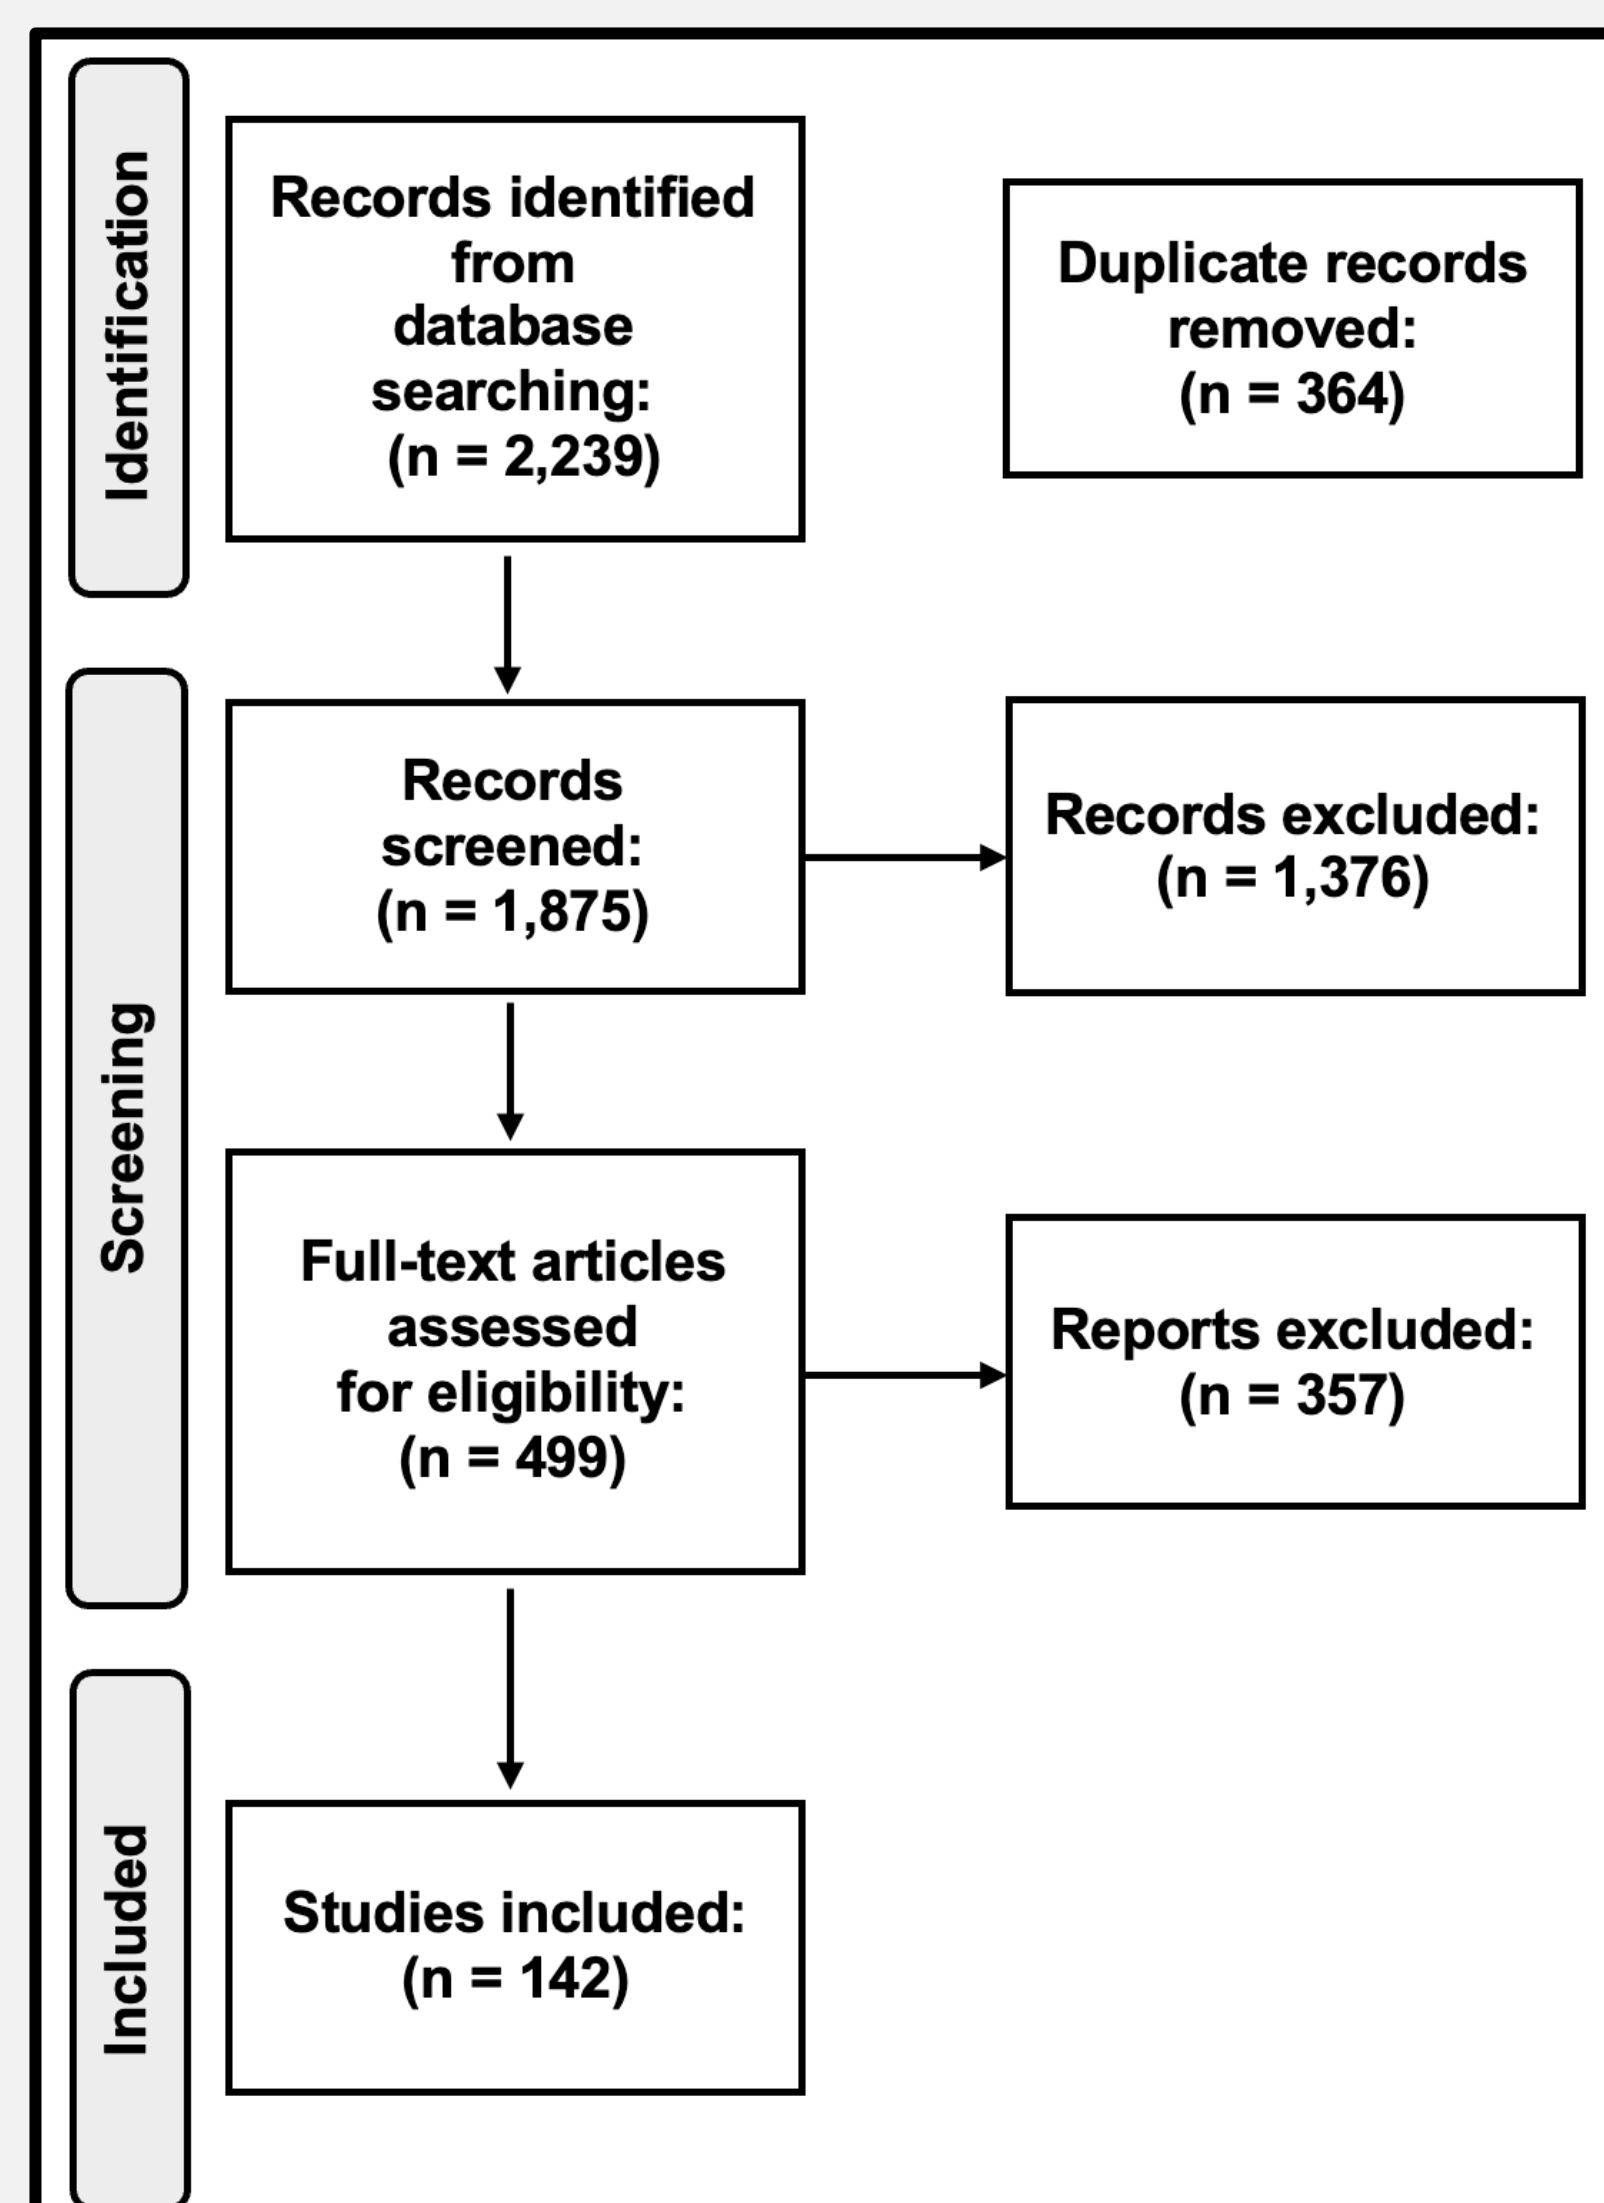 Identification
Records identified
from
database
searching:
(n = 2,239)
Duplicate records
removed:
(n = 364)
Screening
Records
screened:
(n = 1,875)
Records excluded:
(n = 1,376)
Full-text articles
assessed
for eligibility:
(n = 499)
Reports excluded:
(n = 357)
Included
Studies included:
(n = 142)